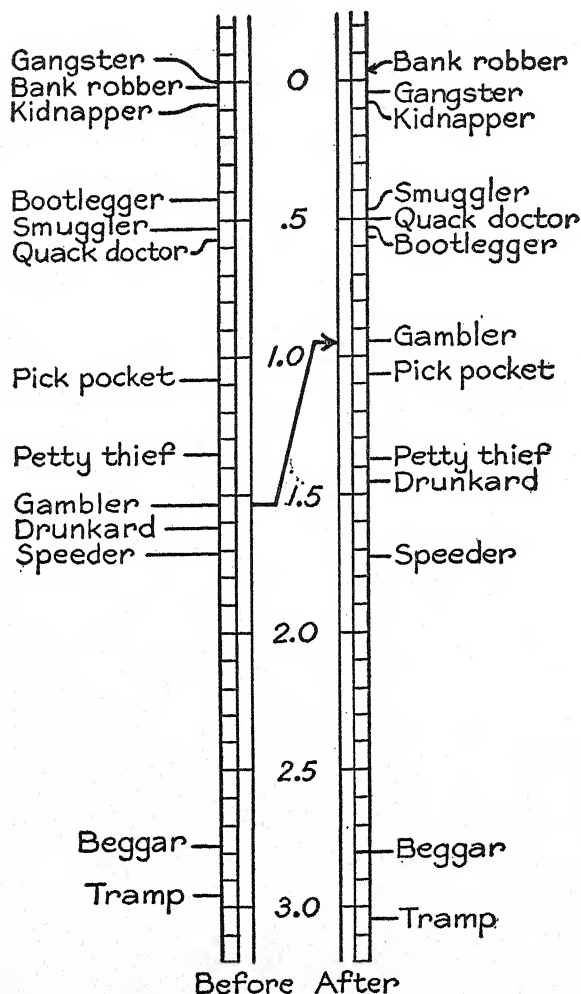 Gangster
Bank robber
Kidnapper
Bootlegger
Smuggler
Quack doctor
Pick pocket
Petty thief
Gambler
Drunkard
Speeder
Beggar
Tramp
0
.5
1.0
1.5
2.0
2.5
3.0
Bank robber
Gangster
Kidnapper
Smuggler
Quack doctor
Bootlegger
Gambler
Pick pocket
Petty thief
Drunkard
Speeder
Beggar
Tramp
Before After